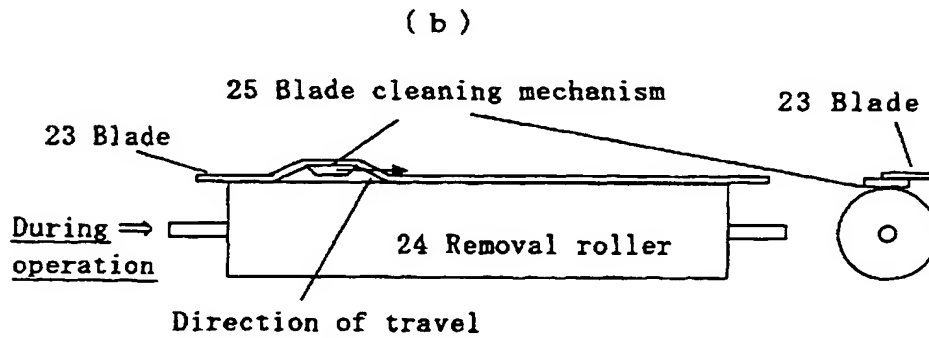 ( b )
25 Blade cleaning mechanism
23 Blade
23 Blade
During ⇒
operation
24 Removal roller
Direction of travel